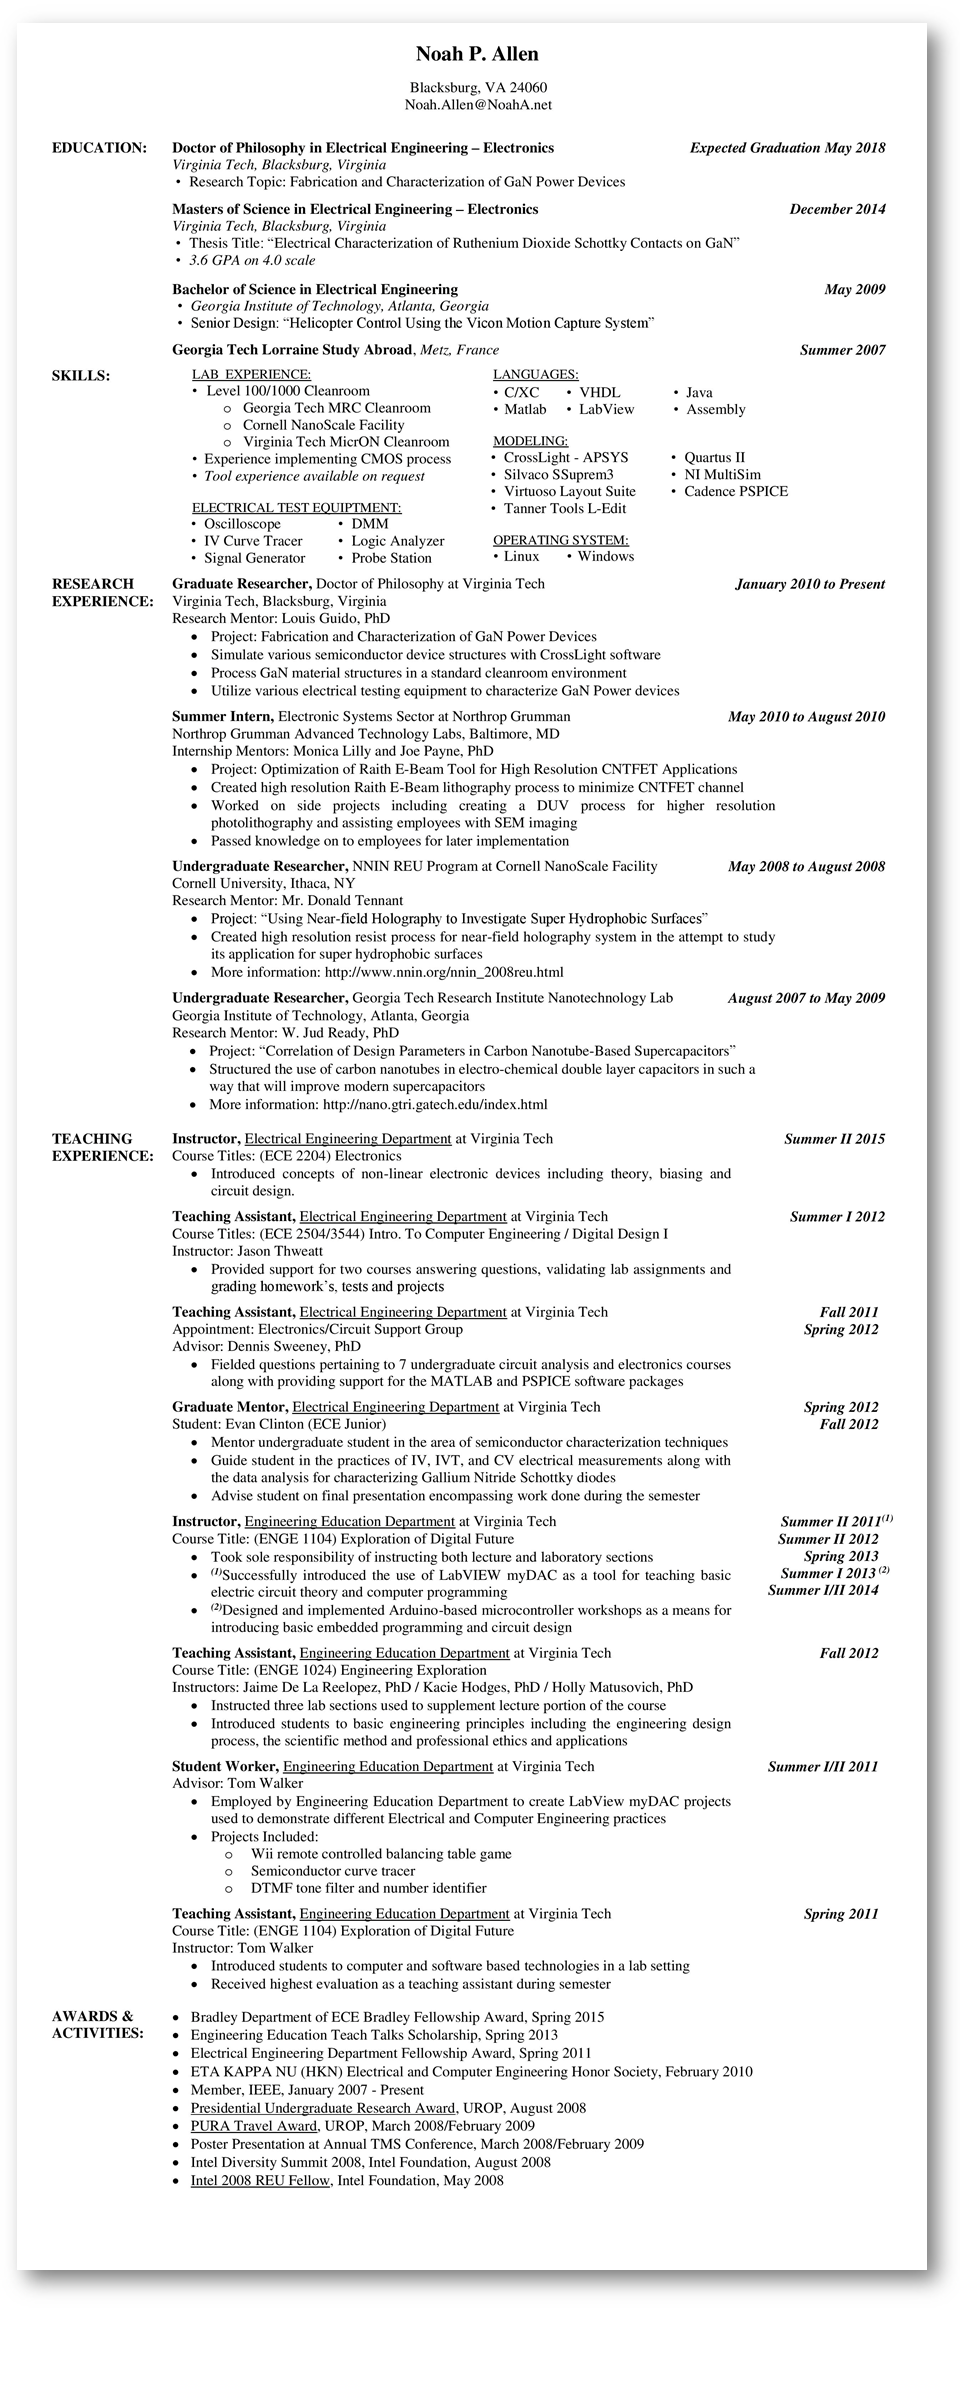 Noah P. Allen
Blacksburg, VA 24060
Noah.Allen@NoahA.net
EDUCATION:
Doctor of Philosophy in Electrical Engineering – Electronics Expected Graduation May 2018
Virginia Tech, Blacksburg, Virginia
• Research Topic: Fabrication and Characterization of GaN Power Devices
Masters of Science in Electrical Engineering – Electronics December 2014
Virginia Tech, Blacksburg, Virginia
• Thesis Title: “Electrical Characterization of Ruthenium Dioxide Schottky Contacts on GaN”
• 3.6 GPA on 4.0 scale
Bachelor of Science in Electrical Engineering May 2009
• Georgia Institute of Technology, Atlanta, Georgia
• Senior Design: “Helicopter Control Using the Vicon Motion Capture System”
Georgia Tech Lorraine Study Abroad, Metz, France Summer 2007
SKILLS:
LAB EXPERIENCE:
• Level 100/1000 Cleanroom
o Georgia Tech MRC Cleanroom
o Cornell NanoScale Facility
o Virginia Tech MicrON Cleanroom
• Experience implementing CMOS process
• Tool experience available on request
ELECTRICAL TEST EQUIPTMENT:
• Oscilloscope • DMM
• IV Curve Tracer • Logic Analyzer
• Signal Generator • Probe Station
LANGUAGES:
• C/XC • VHDL • Java
• Matlab • LabView • Assembly
MODELING:
• CrossLight - APSYS • Quartus II
• Silvaco SSuprem3 • NI MultiSim
• Virtuoso Layout Suite • Cadence PSPICE
• Tanner Tools L-Edit
OPERATING SYSTEM:
• Linux • Windows
RESEARCH
EXPERIENCE:
Graduate Researcher, Doctor of Philosophy at Virginia Tech January 2010 to Present
Virginia Tech, Blacksburg, Virginia
Research Mentor: Louis Guido, PhD
• Project: Fabrication and Characterization of GaN Power Devices
• Simulate various semiconductor device structures with CrossLight software
• Process GaN material structures in a standard cleanroom environment
• Utilize various electrical testing equipment to characterize GaN Power devices
Summer Intern, Electronic Systems Sector at Northrop Grumman May 2010 to August 2010
Northrop Grumman Advanced Technology Labs, Baltimore, MD
Internship Mentors: Monica Lilly and Joe Payne, PhD
• Project: Optimization of Raith E-Beam Tool for High Resolution CNTFET Applications
• Created high resolution Raith E-Beam lithography process to minimize CNTFET channel
• Worked on side projects including creating a DUV process for higher resolution
photolithography and assisting employees with SEM imaging
• Passed knowledge on to employees for later implementation
Undergraduate Researcher, NNIN REU Program at Cornell NanoScale Facility May 2008 to August 2008
Cornell University, Ithaca, NY
Research Mentor: Mr. Donald Tennant
• Project: “Using Near-field Holography to Investigate Super Hydrophobic Surfaces”
• Created high resolution resist process for near-field holography system in the attempt to study
its application for super hydrophobic surfaces
• More information: http://www.nnin.org/nnin_2008reu.html
Undergraduate Researcher, Georgia Tech Research Institute Nanotechnology Lab August 2007 to May 2009
Georgia Institute of Technology, Atlanta, Georgia
Research Mentor: W. Jud Ready, PhD
• Project: “Correlation of Design Parameters in Carbon Nanotube-Based Supercapacitors”
• Structured the use of carbon nanotubes in electro-chemical double layer capacitors in such a
way that will improve modern supercapacitors
• More information: http://nano.gtri.gatech.edu/index.html
TEACHING
EXPERIENCE:
Instructor, Electrical Engineering Department at Virginia Tech Summer II 2015
Course Titles: (ECE 2204) Electronics
• Introduced concepts of non-linear electronic devices including theory, biasing and
circuit design.
Teaching Assistant, Electrical Engineering Department at Virginia Tech Summer I 2012
Course Titles: (ECE 2504/3544) Intro. To Computer Engineering / Digital Design I
Instructor: Jason Thweatt
• Provided support for two courses answering questions, validating lab assignments and
grading homework’s, tests and projects
Teaching Assistant, Electrical Engineering Department at Virginia Tech Fall 2011
Appointment: Electronics/Circuit Support Group Spring 2012
Advisor: Dennis Sweeney, PhD
• Fielded questions pertaining to 7 undergraduate circuit analysis and electronics courses
along with providing support for the MATLAB and PSPICE software packages
Graduate Mentor, Electrical Engineering Department at Virginia Tech Spring 2012
Student: Evan Clinton (ECE Junior) Fall 2012
• Mentor undergraduate student in the area of semiconductor characterization techniques
• Guide student in the practices of IV, IVT, and CV electrical measurements along with
the data analysis for characterizing Gallium Nitride Schottky diodes
• Advise student on final presentation encompassing work done during the semester
Instructor, Engineering Education Department at Virginia Tech Summer II 2011(1)
Course Title: (ENGE 1104) Exploration of Digital Future Summer II 2012
• Took sole responsibility of instructing both lecture and laboratory sections Spring 2013
• (1)Successfully introduced the use of LabVIEW myDAC as a tool for teaching basic Summer I 2013 (2)
electric circuit theory and computer programming Summer I/II 2014
• (2)Designed and implemented Arduino-based microcontroller workshops as a means for
introducing basic embedded programming and circuit design
Teaching Assistant, Engineering Education Department at Virginia Tech Fall 2012
Course Title: (ENGE 1024) Engineering Exploration
Instructors: Jaime De La Reelopez, PhD / Kacie Hodges, PhD / Holly Matusovich, PhD
• Instructed three lab sections used to supplement lecture portion of the course
• Introduced students to basic engineering principles including the engineering design
process, the scientific method and professional ethics and applications
Student Worker, Engineering Education Department at Virginia Tech Summer I/II 2011
Advisor: Tom Walker
• Employed by Engineering Education Department to create LabView myDAC projects
used to demonstrate different Electrical and Computer Engineering practices
• Projects Included:
o Wii remote controlled balancing table game
o Semiconductor curve tracer
o DTMF tone filter and number identifier
Teaching Assistant, Engineering Education Department at Virginia Tech Spring 2011
Course Title: (ENGE 1104) Exploration of Digital Future
Instructor: Tom Walker
• Introduced students to computer and software based technologies in a lab setting
• Received highest evaluation as a teaching assistant during semester
AWARDS &
ACTIVITIES:
• Bradley Department of ECE Bradley Fellowship Award, Spring 2015
• Engineering Education Teach Talks Scholarship, Spring 2013
• Electrical Engineering Department Fellowship Award, Spring 2011
• ETA KAPPA NU (HKN) Electrical and Computer Engineering Honor Society, February 2010
• Member, IEEE, January 2007 - Present
• Presidential Undergraduate Research Award, UROP, August 2008
• PURA Travel Award, UROP, March 2008/February 2009
• Poster Presentation at Annual TMS Conference, March 2008/February 2009
• Intel Diversity Summit 2008, Intel Foundation, August 2008
• Intel 2008 REU Fellow, Intel Foundation, May 2008